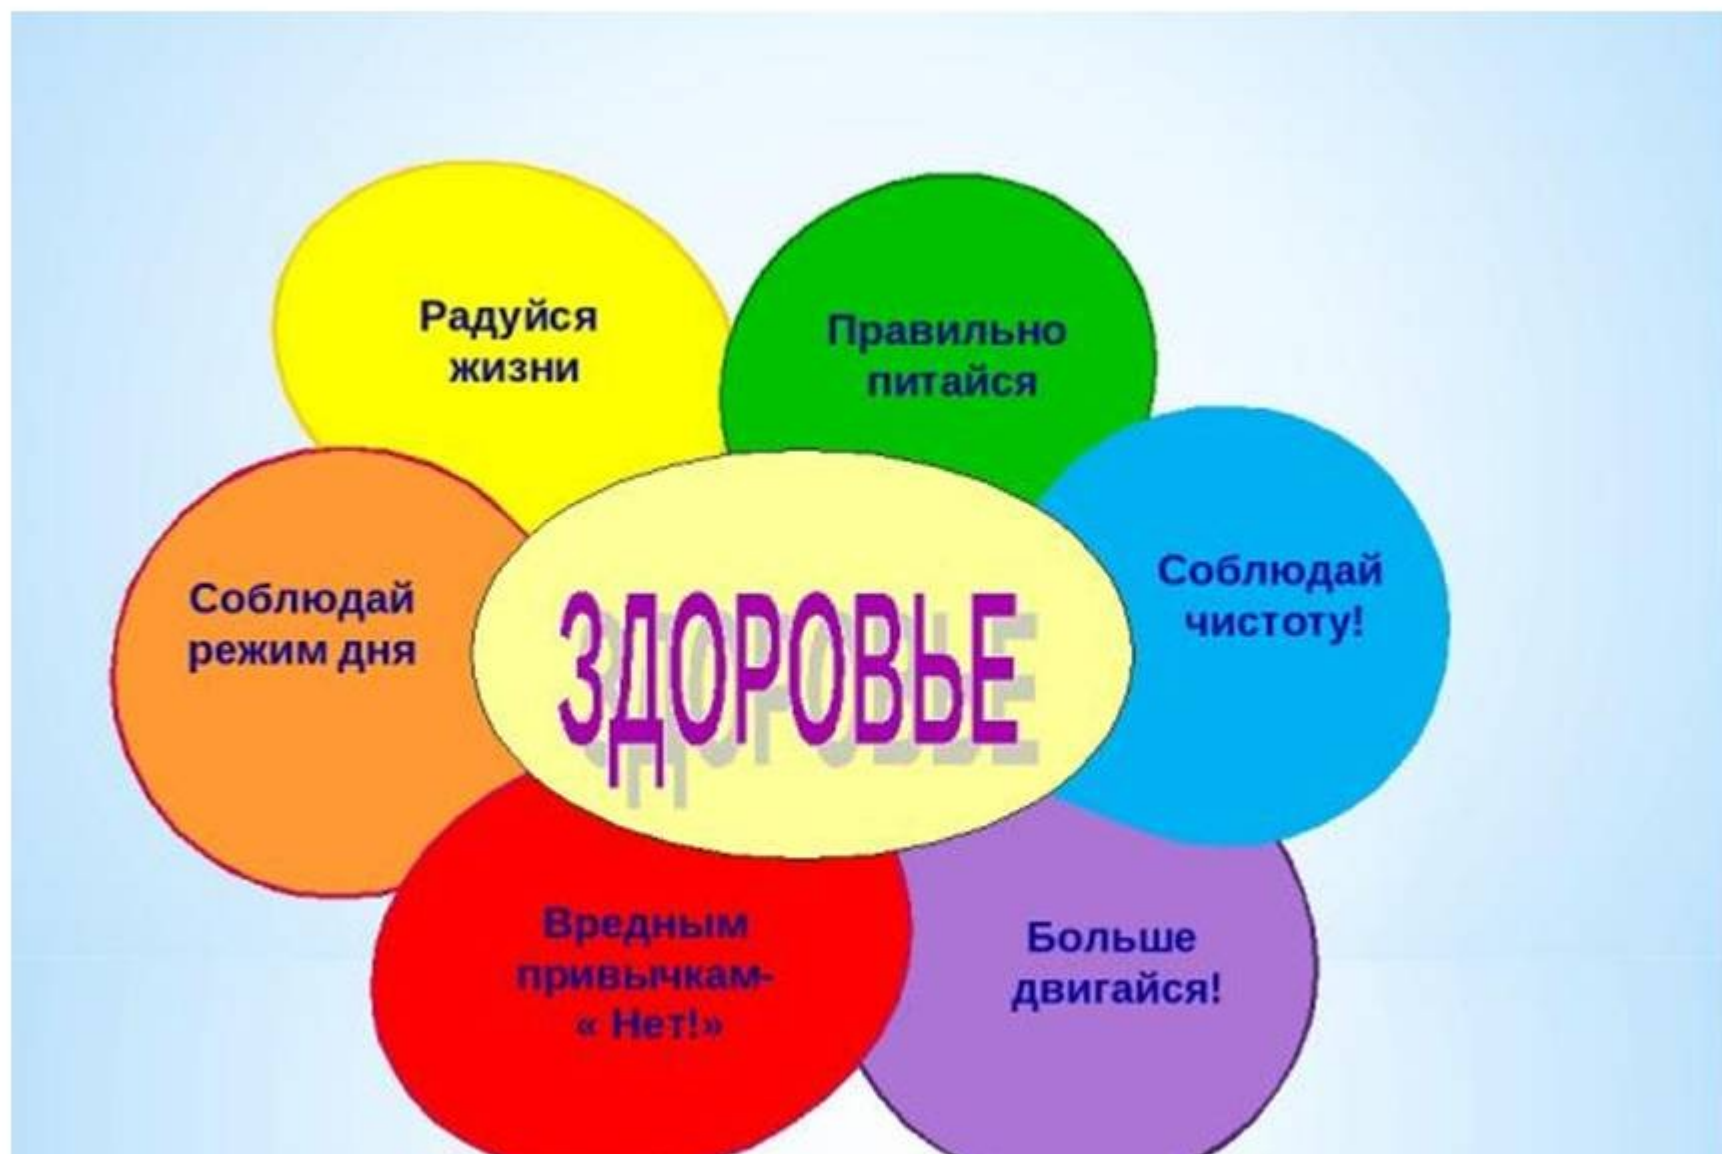 Радуйся
жизни
Правильно
питайся
Соблюдай
чистоту!
Больше
двигайся!
Вредным
привычкам-
« Нет!»
Соблюдай
режим дня
ЗДОРОВЬЕ